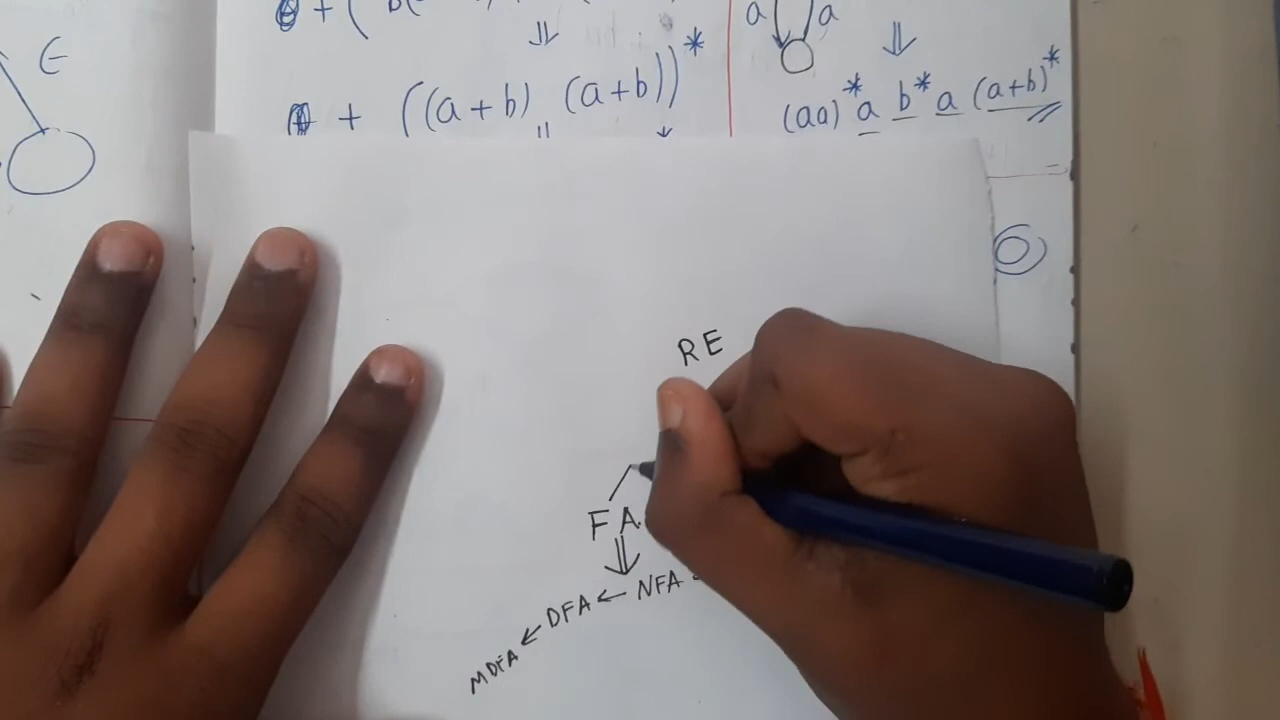 ∈
a a
+ ((a+b) (a+b))*
(aa)* a b* a (a+b)*
RE
FA
MDFA ← DFA ← NFA